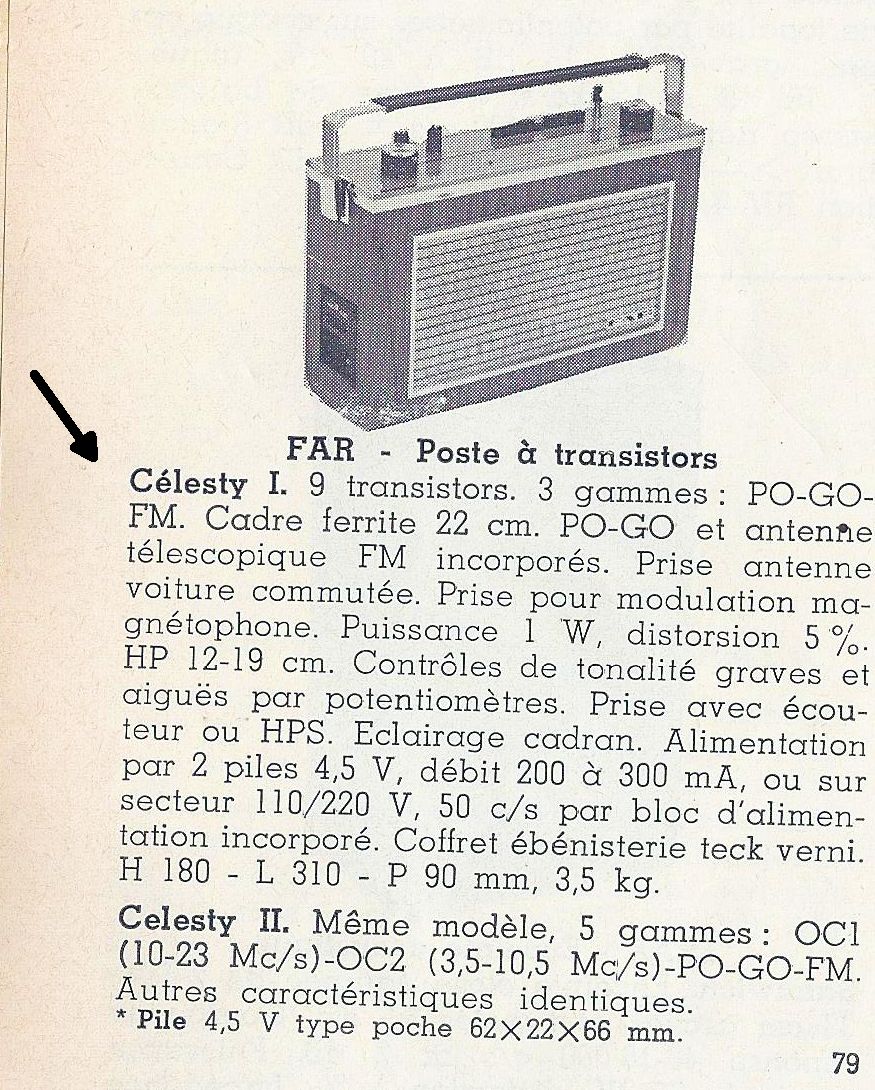 FAR - Poste à transistors
Célesty I. 9 transistors. 3 gammes : PO-GO-
FM. Cadre ferrite 22 cm. PO-GO et antenne
télescopique FM incorporés. Prise antenne
voiture commutée. Prise pour modulation ma-
gnétophone. Puissance 1 W, distorsion 5 %.
HP 12-19 cm. Contrôles de tonalité graves et
aiguës par potentiomètres. Prise avec écou-
teur ou HPS. Eclairage cadran. Alimentation
par 2 piles 4,5 V, débit 200 à 300 mA, ou sur
secteur 110/220 V, 50 c/s par bloc d'alimen-
tation incorporé. Coffret ébénisterie teck verni.
H 180 - L 310 - P 90 mm, 3,5 kg.
Celesty II. Même modèle, 5 gammes : OC1
(10-23 Mc/s)-OC2 (3,5-10,5 Mc/s)-PO-GO-FM.
Autres caractéristiques identiques.
* Pile 4,5 V type poche 62×22×66 mm.
79